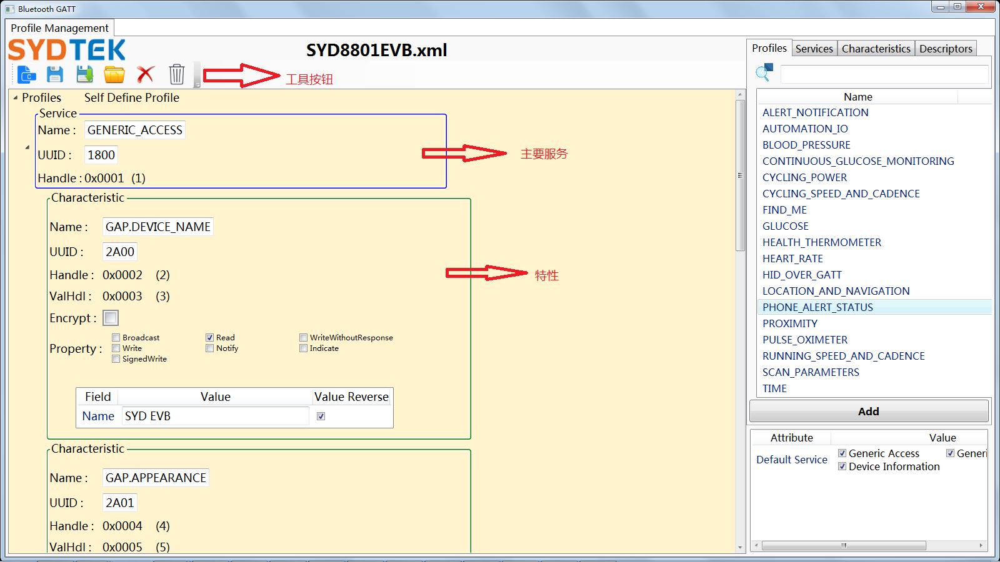 Bluetooth GATT
Profile Management
SYDTEK
SYD8801EVB.xml
工具按钮
Profiles Self Define Profile
Service
Name : GENERIC_ACCESS
UUID : 1800
Handle : 0x0001 (1)
主要服务
Characteristic
Name : GAP.DEVICE_NAME
UUID : 2A00
Handle : 0x0002 (2)
特性
ValHdl : 0x0003 (3)
Encrypt :
Property :
Broadcast Read WriteWithoutResponse
Write Notify Indicate
SignedWrite
Field Value Value Reverse
Name SYD EVB
Characteristic
Name : GAP.APPEARANCE
UUID : 2A01
Handle : 0x0004 (4)
ValHdl : 0x0005 (5)
Profiles Services Characteristics Descriptors
Name
ALERT_NOTIFICATION
AUTOMATION_IO
BLOOD_PRESSURE
CONTINUOUS_GLUCOSE_MONITORING
CYCLING_POWER
CYCLING_SPEED_AND_CADENCE
FIND_ME
GLUCOSE
HEALTH_THERMOMETER
HEART_RATE
HID_OVER_GATT
LOCATION_AND_NAVIGATION
PHONE_ALERT_STATUS
PROXIMITY
PULSE_OXIMETER
RUNNING_SPEED_AND_CADENCE
SCAN_PARAMETERS
TIME
Add
Attribute Value
Default Service
Generic Access Generi
Device Information